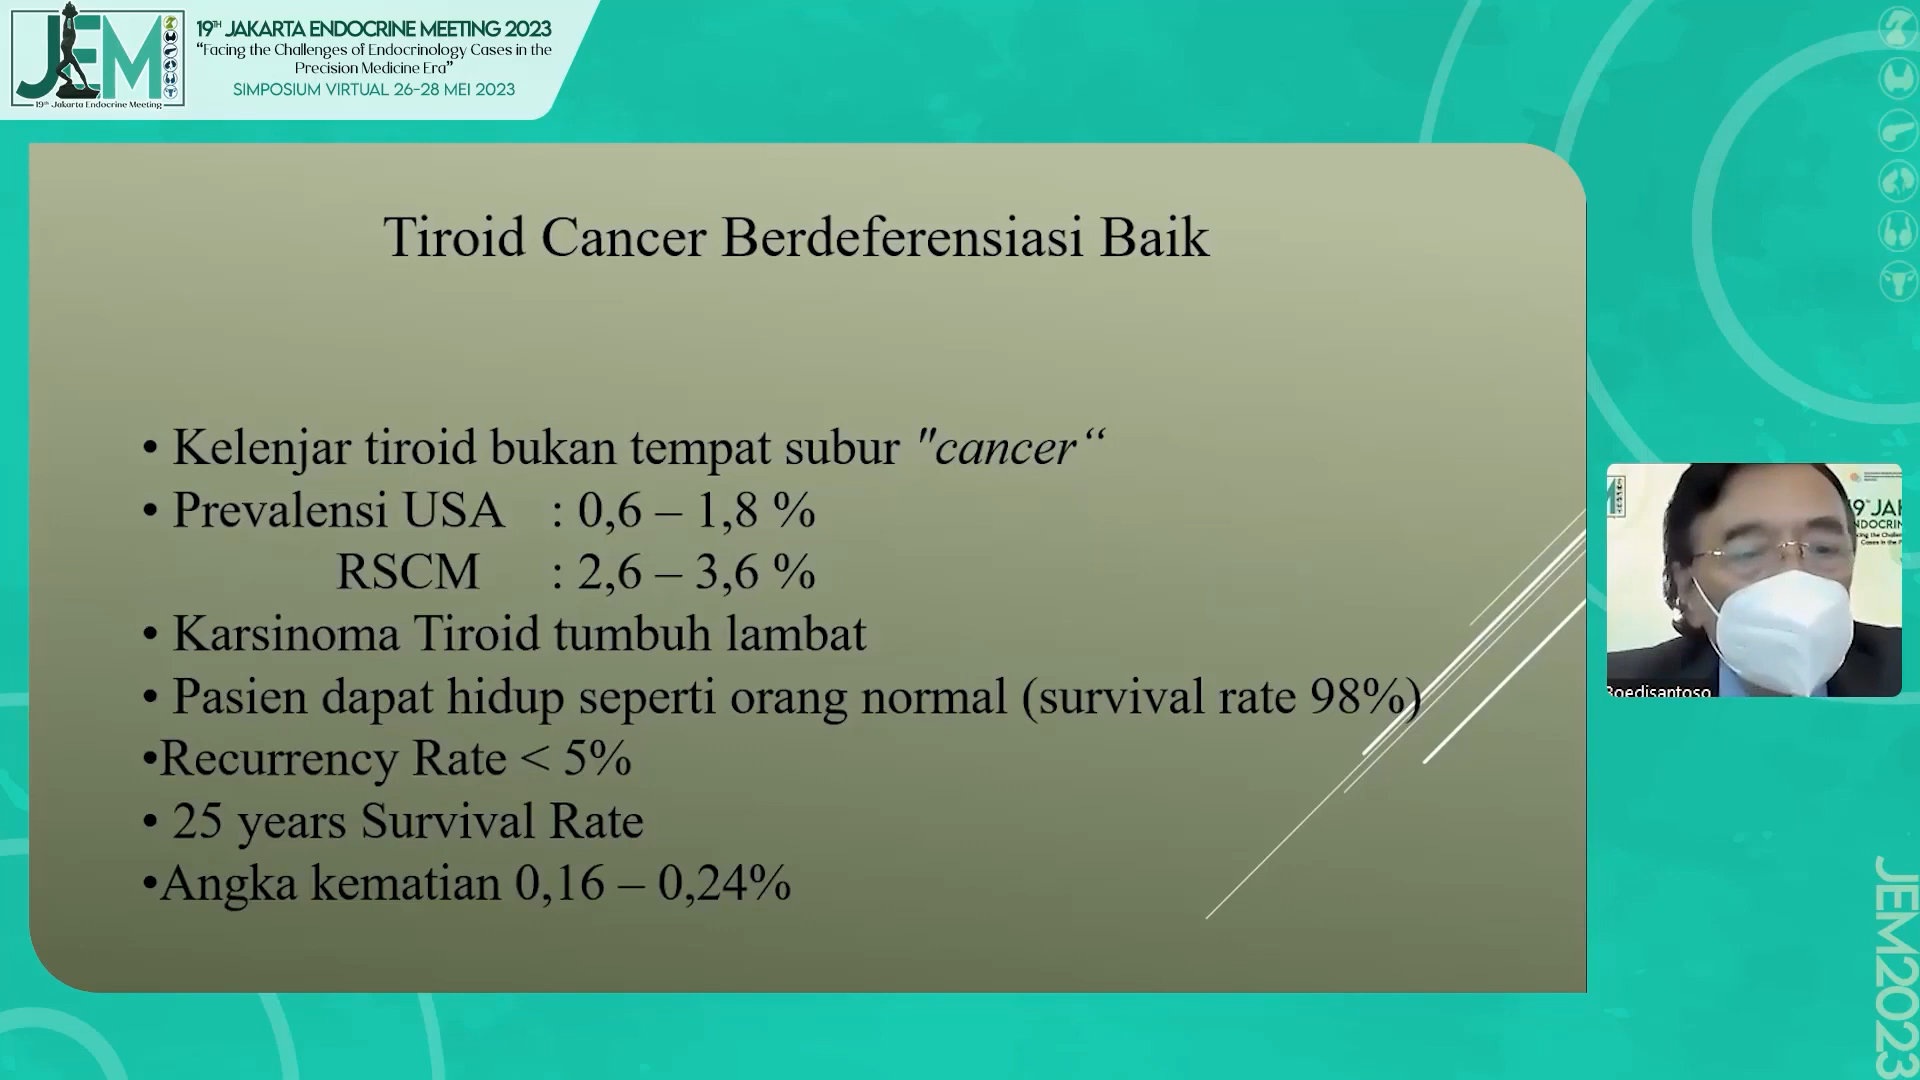 JEM
19th Jakarta Endocrine Meeting
19TH JAKARTA ENDOCRINE MEETING 2023
“Facing the Challenges of Endocrinology Cases in the
Precision Medicine Era”
SIMPOSIUM VIRTUAL 26-28 MEI 2023
Tiroid Cancer Berdeferensiasi Baik
• Kelenjar tiroid bukan tempat subur "cancer“
• Prevalensi USA : 0,6 – 1,8 %
RSCM : 2,6 – 3,6 %
• Karsinoma Tiroid tumbuh lambat
• Pasien dapat hidup seperti orang normal (survival rate 98%)
•Recurrency Rate < 5%
• 25 years Survival Rate
•Angka kematian 0,16 – 0,24%
Boedisantoso
JEM2023